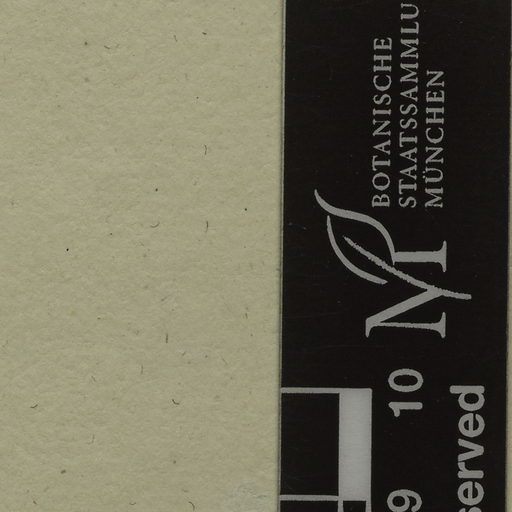 BOTANISCHE
STAATSSAMMLU
MÜNCHEN
M
9 10
served